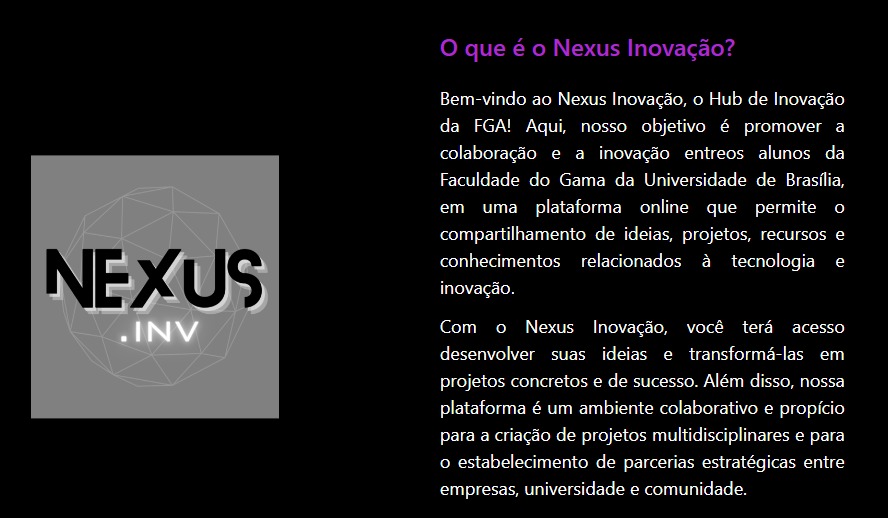 O que é o Nexus Inovação?
Bem-vindo ao Nexus Inovação, o Hub de Inovação
da FGA! Aqui, nosso objetivo é promover a
colaboração e a inovação entreos alunos da
Faculdade do Gama da Universidade de Brasília,
em uma plataforma online que permite o
compartilhamento de ideias, projetos, recursos e
conhecimentos relacionados à tecnologia e
inovação.
Com o Nexus Inovação, você terá acesso
desenvolver suas ideias e transformá-las em
projetos concretos e de sucesso. Além disso, nossa
plataforma é um ambiente colaborativo e propício
para a criação de projetos multidisciplinares e para
o estabelecimento de parcerias estratégicas entre
empresas, universidade e comunidade.
NEXUS
.INV